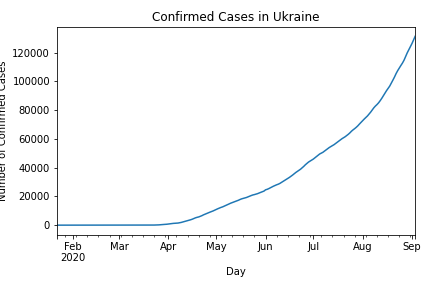 Confirmed Cases in Ukraine
Number of Confirmed Cases
120000
100000
80000
60000
40000
20000
0
Feb Mar Apr May Jun Jul Aug Sep
2020
Day